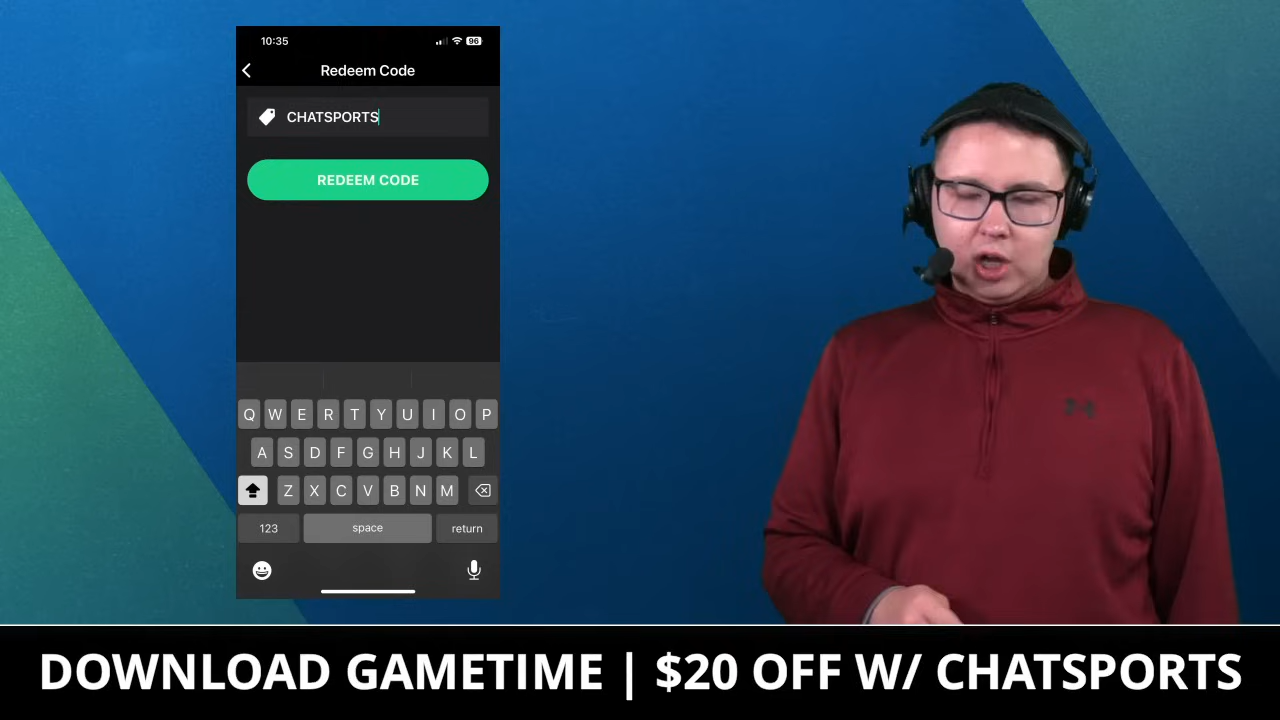 10:35
96
Redeem Code
CHATSPORTS
REDEEM CODE
Q W E R T Y U I O P
A S D F G H J K L
Z X C V B N M
123 space return
DOWNLOAD GAMETIME | $20 OFF W/ CHATSPORTS